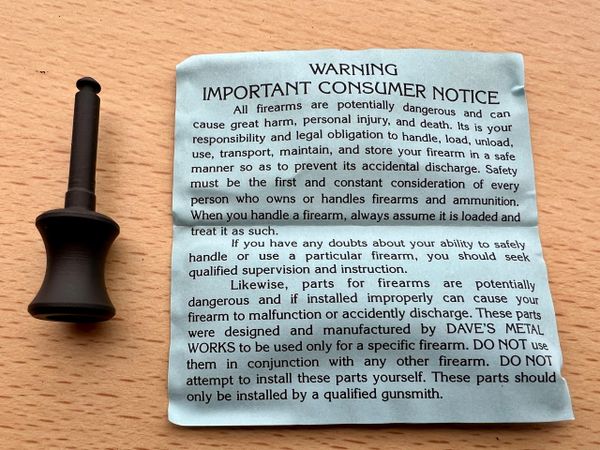 WARNING
IMPORTANT CONSUMER NOTICE
All firearms are potentially dangerous and can
cause great harm, personal injury, and death. Its is your
responsibility and legal obligation to handle, load, unload,
use, transport, maintain, and store your firearm in a safe
manner so as to prevent its accidental discharge. Safety
must be the first and constant consideration of every
person who owns or handles firearms and ammunition.
When you handle a firearm, always assume it is loaded and
treat it as such.
If you have any doubts about your ability to safely
handle or use a particular firearm, you should seek
qualified supervision and instruction.
Likewise, parts for firearms are potentially
dangerous and if installed improperly can cause your
firearm to malfunction or accidently discharge. These parts
were designed and manufactured by DAVE'S METAL
WORKS to be used only for a specific firearm. DO NOT use
them in conjunction with any other firearm. DO NOT
attempt to install these parts yourself. These parts should
only be installed by a qualified gunsmith.